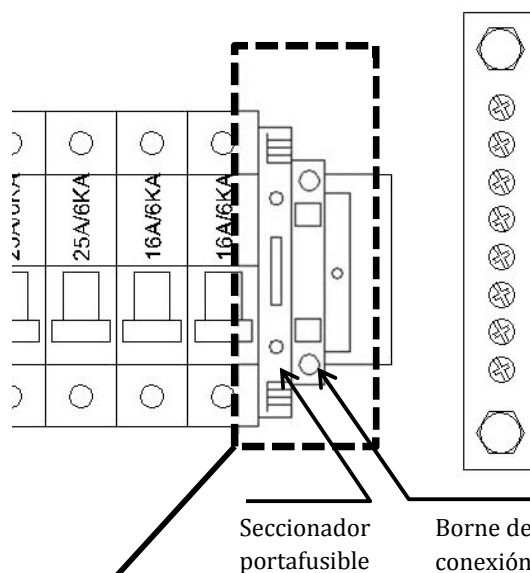 25A/6KA
16A/6KA
16A/6KA
Seccionador
portafusible
Borne de
conexión